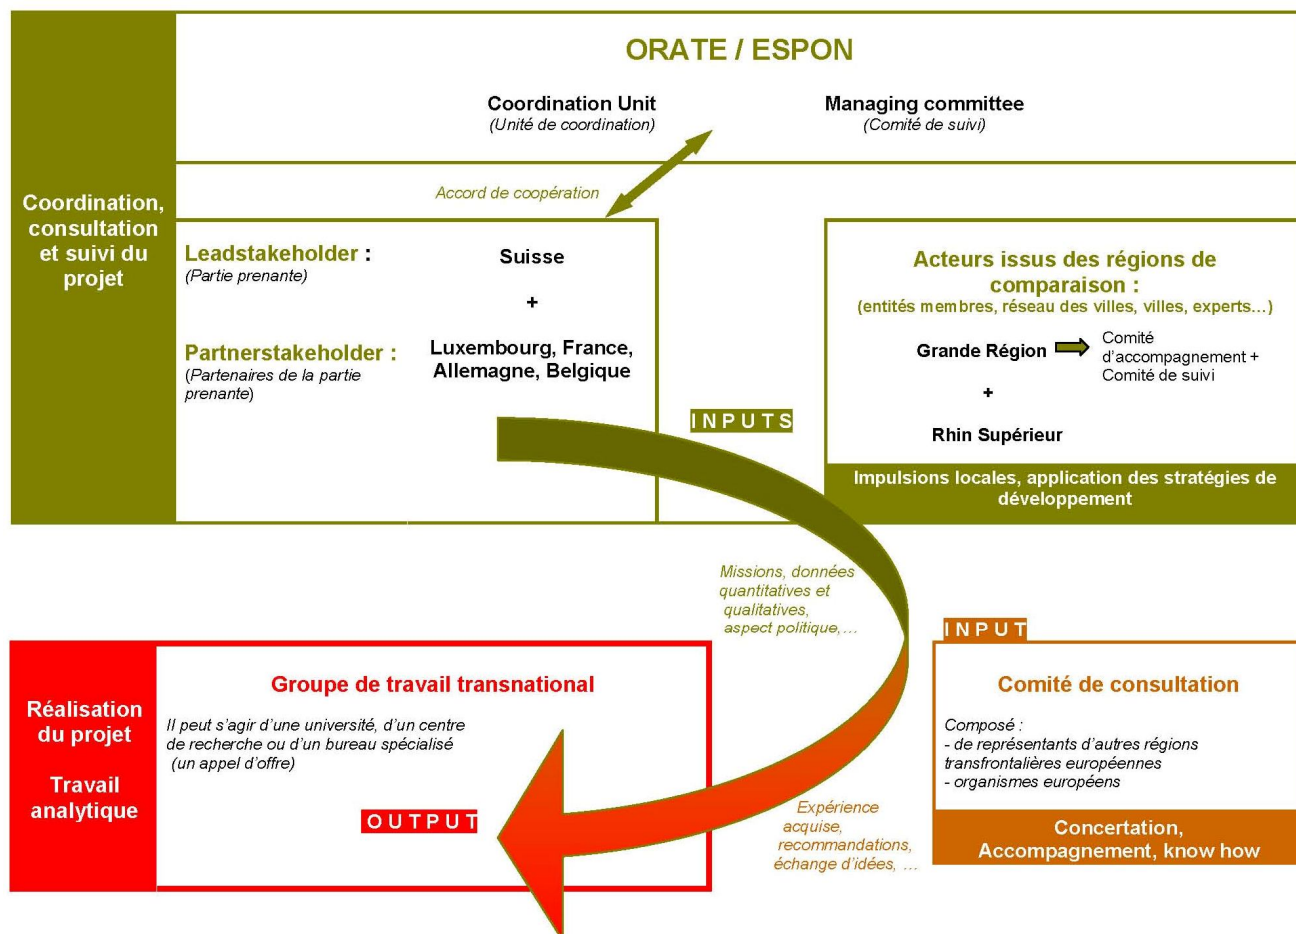 ORATE / ESPON
Coordination Unit
(Unité de coordination)
Managing committee
(Comité de suivi)
Coordination,
consultation
et suivi du
projet
Accord de coopération
Leadstakeholder :
(Partie prenante)
Suisse
+
Partnerstakeholder :
(Partenaires de la partie
prenante)
Luxembourg, France,
Allemagne, Belgique
Acteurs issus des régions de
comparaison :
(entités membres, réseau des villes, villes, experts…)
Grande Région
Comité
d'accompagnement +
Comité de suivi
+
Rhin Supérieur
Impulsions locales, application des stratégies de
développement
I N P U T S
Missions, données
quantitatives et
qualitatives,
aspect politique,…
I N P U T
Comité de consultation
Composé :
- de représentants d'autres régions
transfrontalières européennes
- organismes européens
Concertation,
Accompagnement, know how
Réalisation
du projet
Travail
analytique
Groupe de travail transnational
Il peut s'agir d'une université, d'un centre
de recherche ou d'un bureau spécialisé
(un appel d'offre)
O U T P U T
Expérience
acquise,
recommandations,
échange d'idées, …